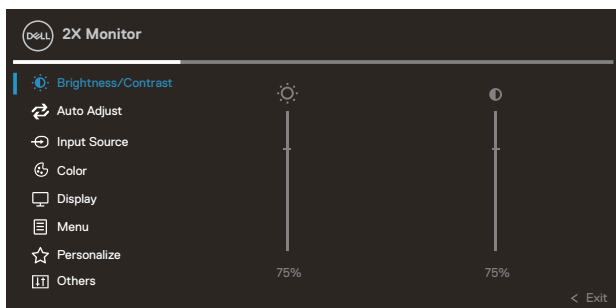 DELL 2X Monitor
Brightness/Contrast
Auto Adjust
Input Source
Color
Display
Menu
Personalize
Others
75%
75%
< Exit